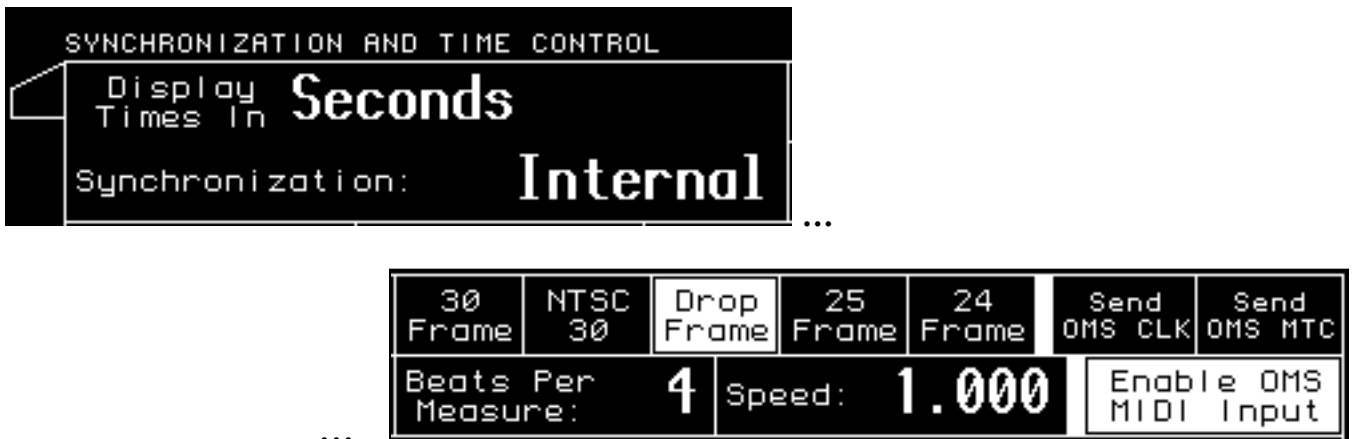 SYNCHRONIZATION AND TIME CONTROL
Display
Times In Seconds
Synchronization: Internal
...
30 Frame NTSC 30 Drop Frame 25 Frame 24 Frame Send OMS CLK Send OMS MTC
Beats Per Measure: 4 Speed: 1.000 Enable OMS MIDI Input
...